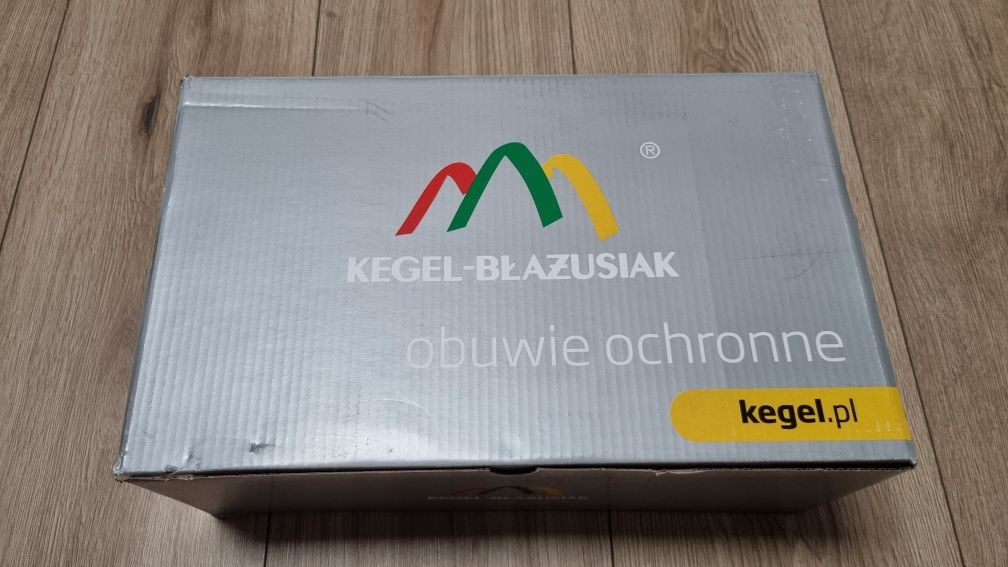 ®
KEGEL-BŁAŻUSIAK
obuwie ochronne
kegel.pl
KEGEL-BŁAŻUSIAK